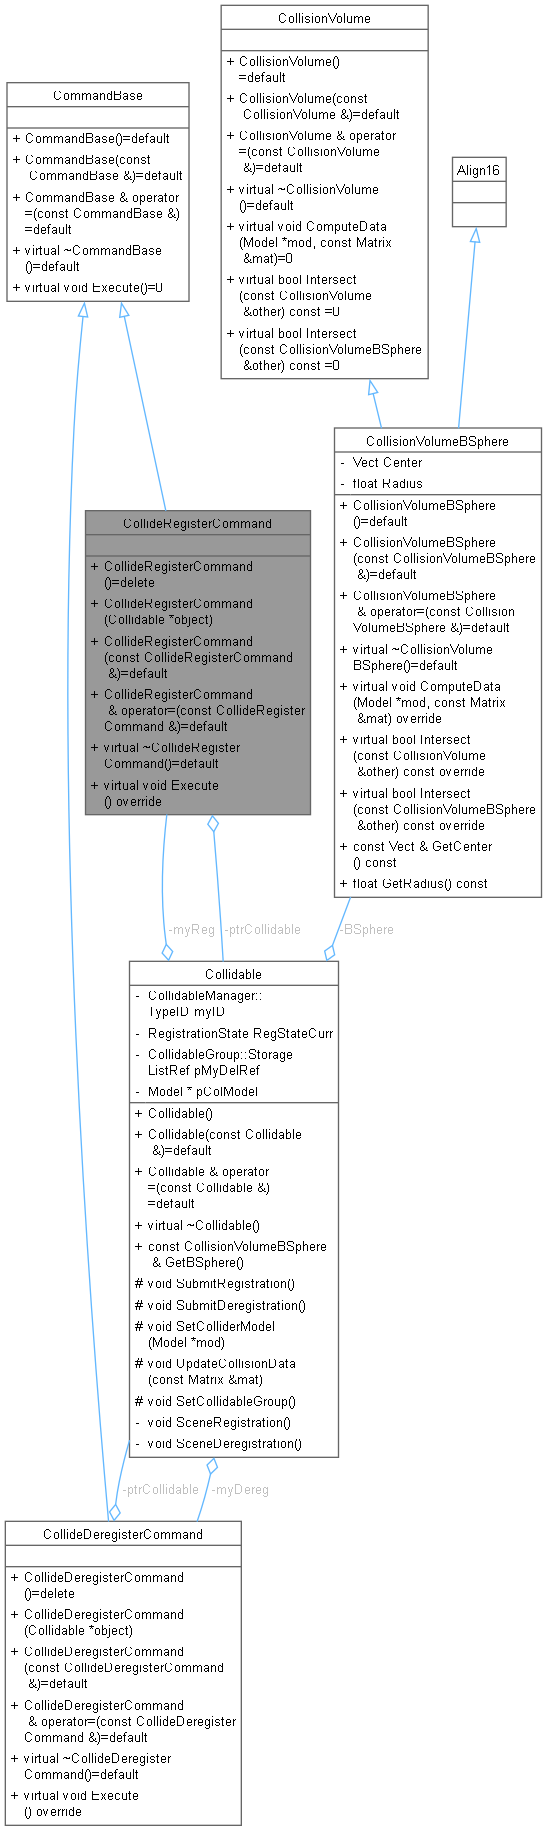 CollisionVolume
+ CollisionVolume()
=default
+ CollisionVolume(const
CollisionVolume &)=default
+ CollisionVolume & operator
=(const CollisionVolume
&)=default
+ virtual ~CollisionVolume
()=default
+ virtual void ComputeData
(Model *mod, const Matrix
&mat)=0
+ virtual bool Intersect
(const CollisionVolume
&other) const =0
+ virtual bool Intersect
(const CollisionVolumeBSphere
&other) const =0
CommandBase
+ CommandBase()=default
+ CommandBase(const
CommandBase &)=default
+ CommandBase & operator
=(const CommandBase &)
=default
+ virtual ~CommandBase
()=default
+ virtual void Execute()=0
Align16
CollisionVolumeBSphere
- Vect Center
- float Radius
+ CollisionVolumeBSphere
()=default
+ CollisionVolumeBSphere
(const CollisionVolumeBSphere
&)=default
+ CollisionVolumeBSphere
& operator=(const Collision
VolumeBSphere &)=default
+ virtual ~CollisionVolume
BSphere()=default
+ virtual void ComputeData
(Model *mod, const Matrix
&mat) override
+ virtual bool Intersect
(const CollisionVolume
&other) const override
+ virtual bool Intersect
(const CollisionVolumeBSphere
&other) const override
+ const Vect & GetCenter
() const
+ float GetRadius() const
CollideRegisterCommand
+ CollideRegisterCommand
()=delete
+ CollideRegisterCommand
(Collidable *object)
+ CollideRegisterCommand
(const CollideRegisterCommand
&)=default
+ CollideRegisterCommand
& operator=(const CollideRegister
Command &)=default
+ virtual ~CollideRegister
Command()=default
+ virtual void Execute
() override
-myReg
-ptrCollidable
-BSphere
Collidable
- CollidableManager::
TypeID myID
- RegistrationState RegStateCurr
- CollidableGroup::Storage
ListRef pMyDelRef
- Model * pColModel
+ Collidable()
+ Collidable(const Collidable
&)=default
+ Collidable & operator
=(const Collidable &)
=default
+ virtual ~Collidable()
+ const CollisionVolumeBSphere
& GetBSphere()
# void SubmitRegistration()
# void SubmitDeregistration()
# void SetColliderModel
(Model *mod)
# void UpdateCollisionData
(const Matrix &mat)
# void SetCollidableGroup()
- void SceneRegistration()
- void SceneDeregistration()
-ptrCollidable
-myDereg
CollideDeregisterCommand
+ CollideDeregisterCommand
()=delete
+ CollideDeregisterCommand
(Collidable *object)
+ CollideDeregisterCommand
(const CollideDeregisterCommand
&)=default
+ CollideDeregisterCommand
& operator=(const CollideDeregister
Command &)=default
+ virtual ~CollideDeregister
Command()=default
+ virtual void Execute
() override